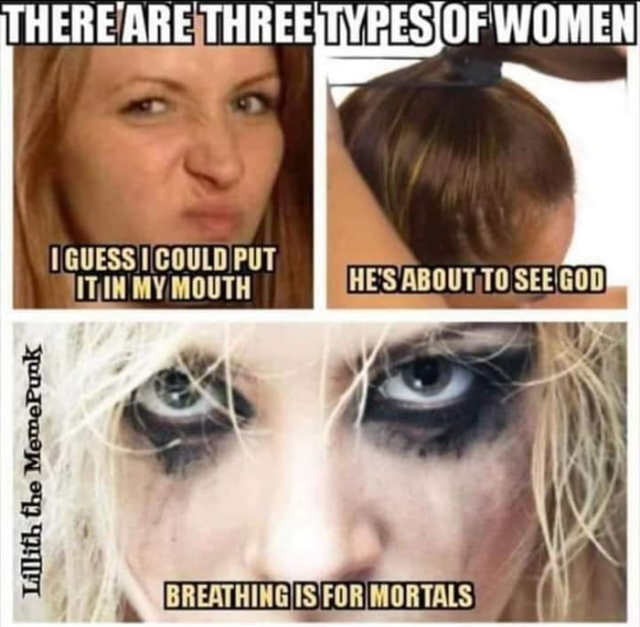 THERE ARE THREE TYPES OF WOMEN
I GUESS I COULD PUT
IT IN MY MOUTH
HE'S ABOUT TO SEE GOD
Lillith the MemePunk
BREATHING IS FOR MORTALS